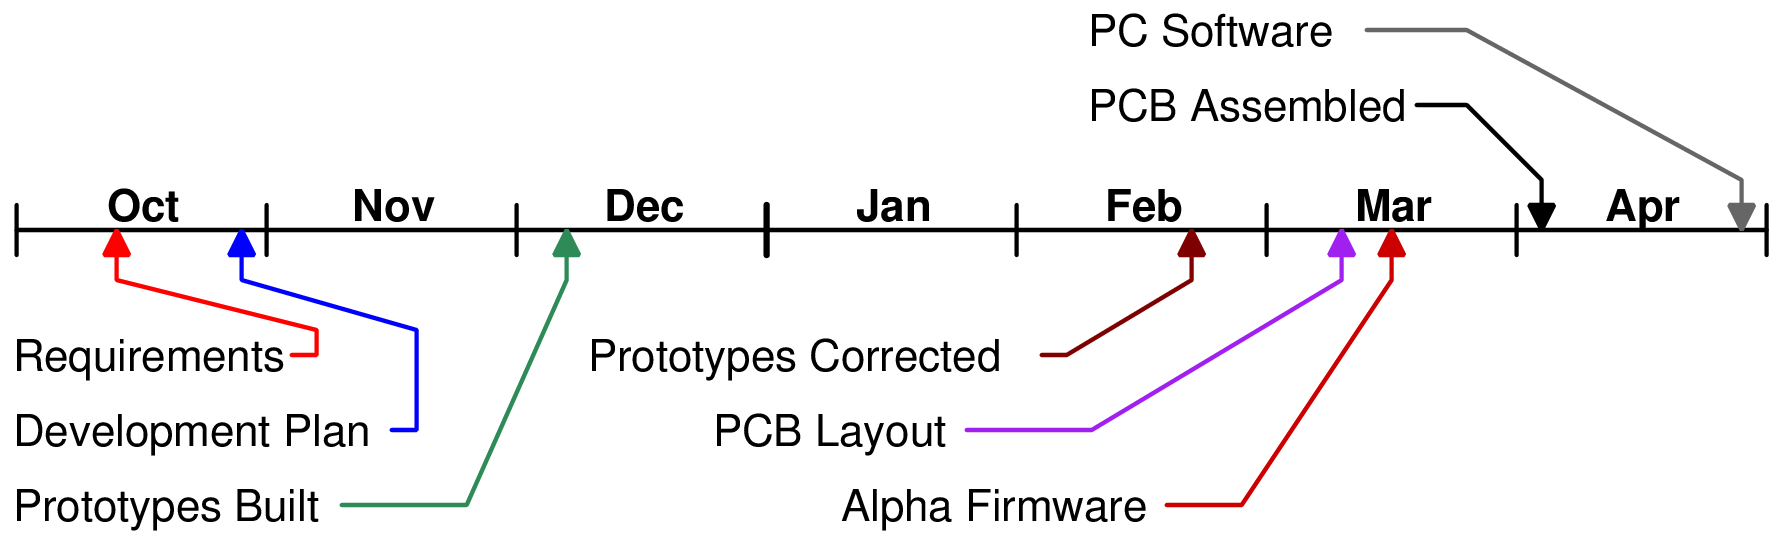 PC Software
PCB Assembled
Oct Nov Dec Jan Feb Mar Apr
Requirements
Prototypes Corrected
Development Plan
PCB Layout
Prototypes Built
Alpha Firmware